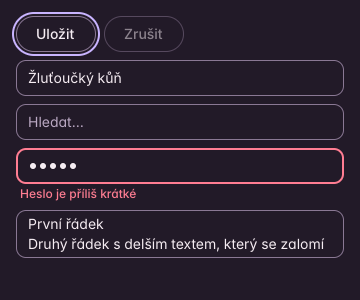 Uložit Zrušit
Žluťoučký kůň
Hledat...
•••••
Heslo je příliš krátké
První řádek
Druhý řádek s delším textem, který se zalomí